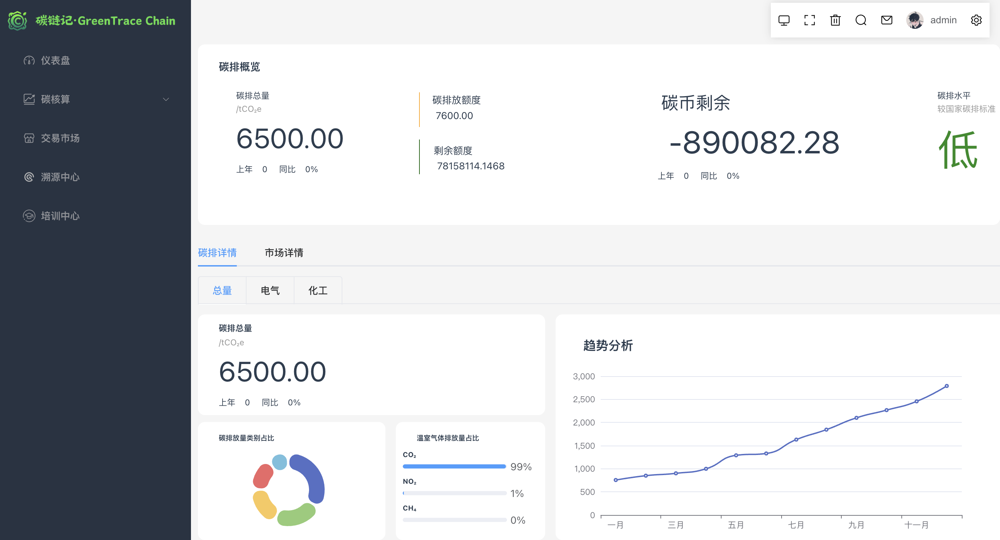 碳链记·GreenTrace Chain
admin
仪表盘
碳核算
交易市场
溯源中心
培训中心
碳排概览
碳排总量
/tCO₂e
6500.00
上年 0 同比 0%
碳排放额度
7600.00
剩余额度
78158114.1468
碳币剩余
-890082.28
上年 0 同比 0%
碳排水平
较国家碳排标准
低
碳排详情 市场详情
总量 电气 化工
碳排总量
/tCO₂e
6500.00
上年 0 同比 0%
碳排放量类别占比
温室气体排放量占比
CO₂
99%
NO₂
1%
CH₄
0%
趋势分析
3,000
2,500
2,000
1,500
1,000
500
0
一月 三月 五月 七月 九月 十一月